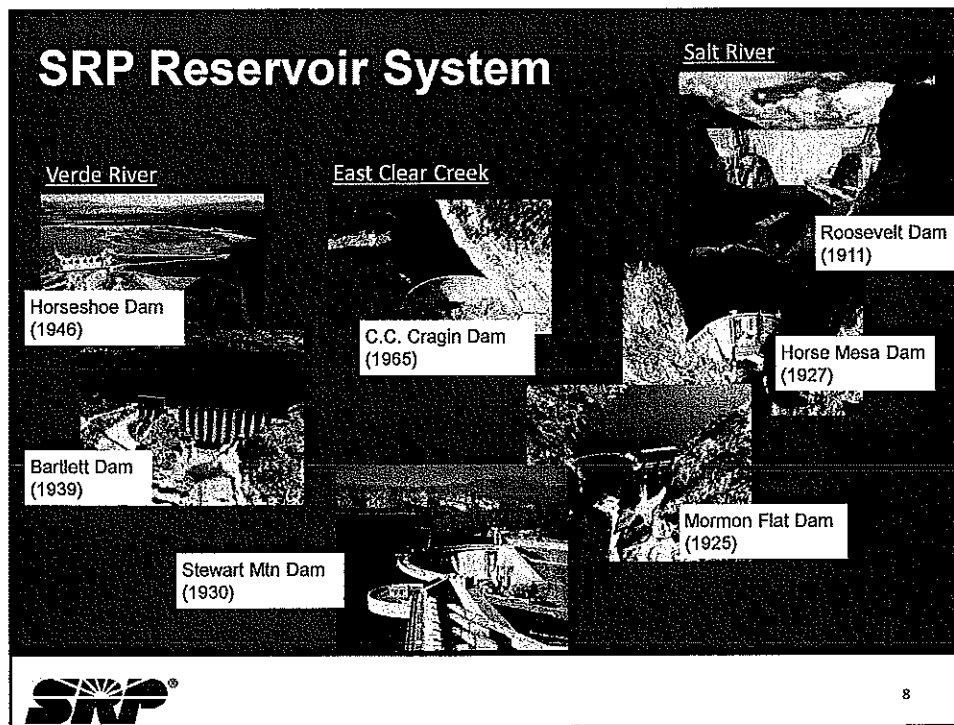 SRP Reservoir System
Salt River
Verde River
East Clear Creek
Roosevelt Dam
(1911)
Horseshoe Dam
(1946)
C.C. Cragin Dam
(1965)
Horse Mesa Dam
(1927)
Bartlett Dam
(1939)
Mormon Flat Dam
(1925)
Stewart Mtn Dam
(1930)
SRP®
8